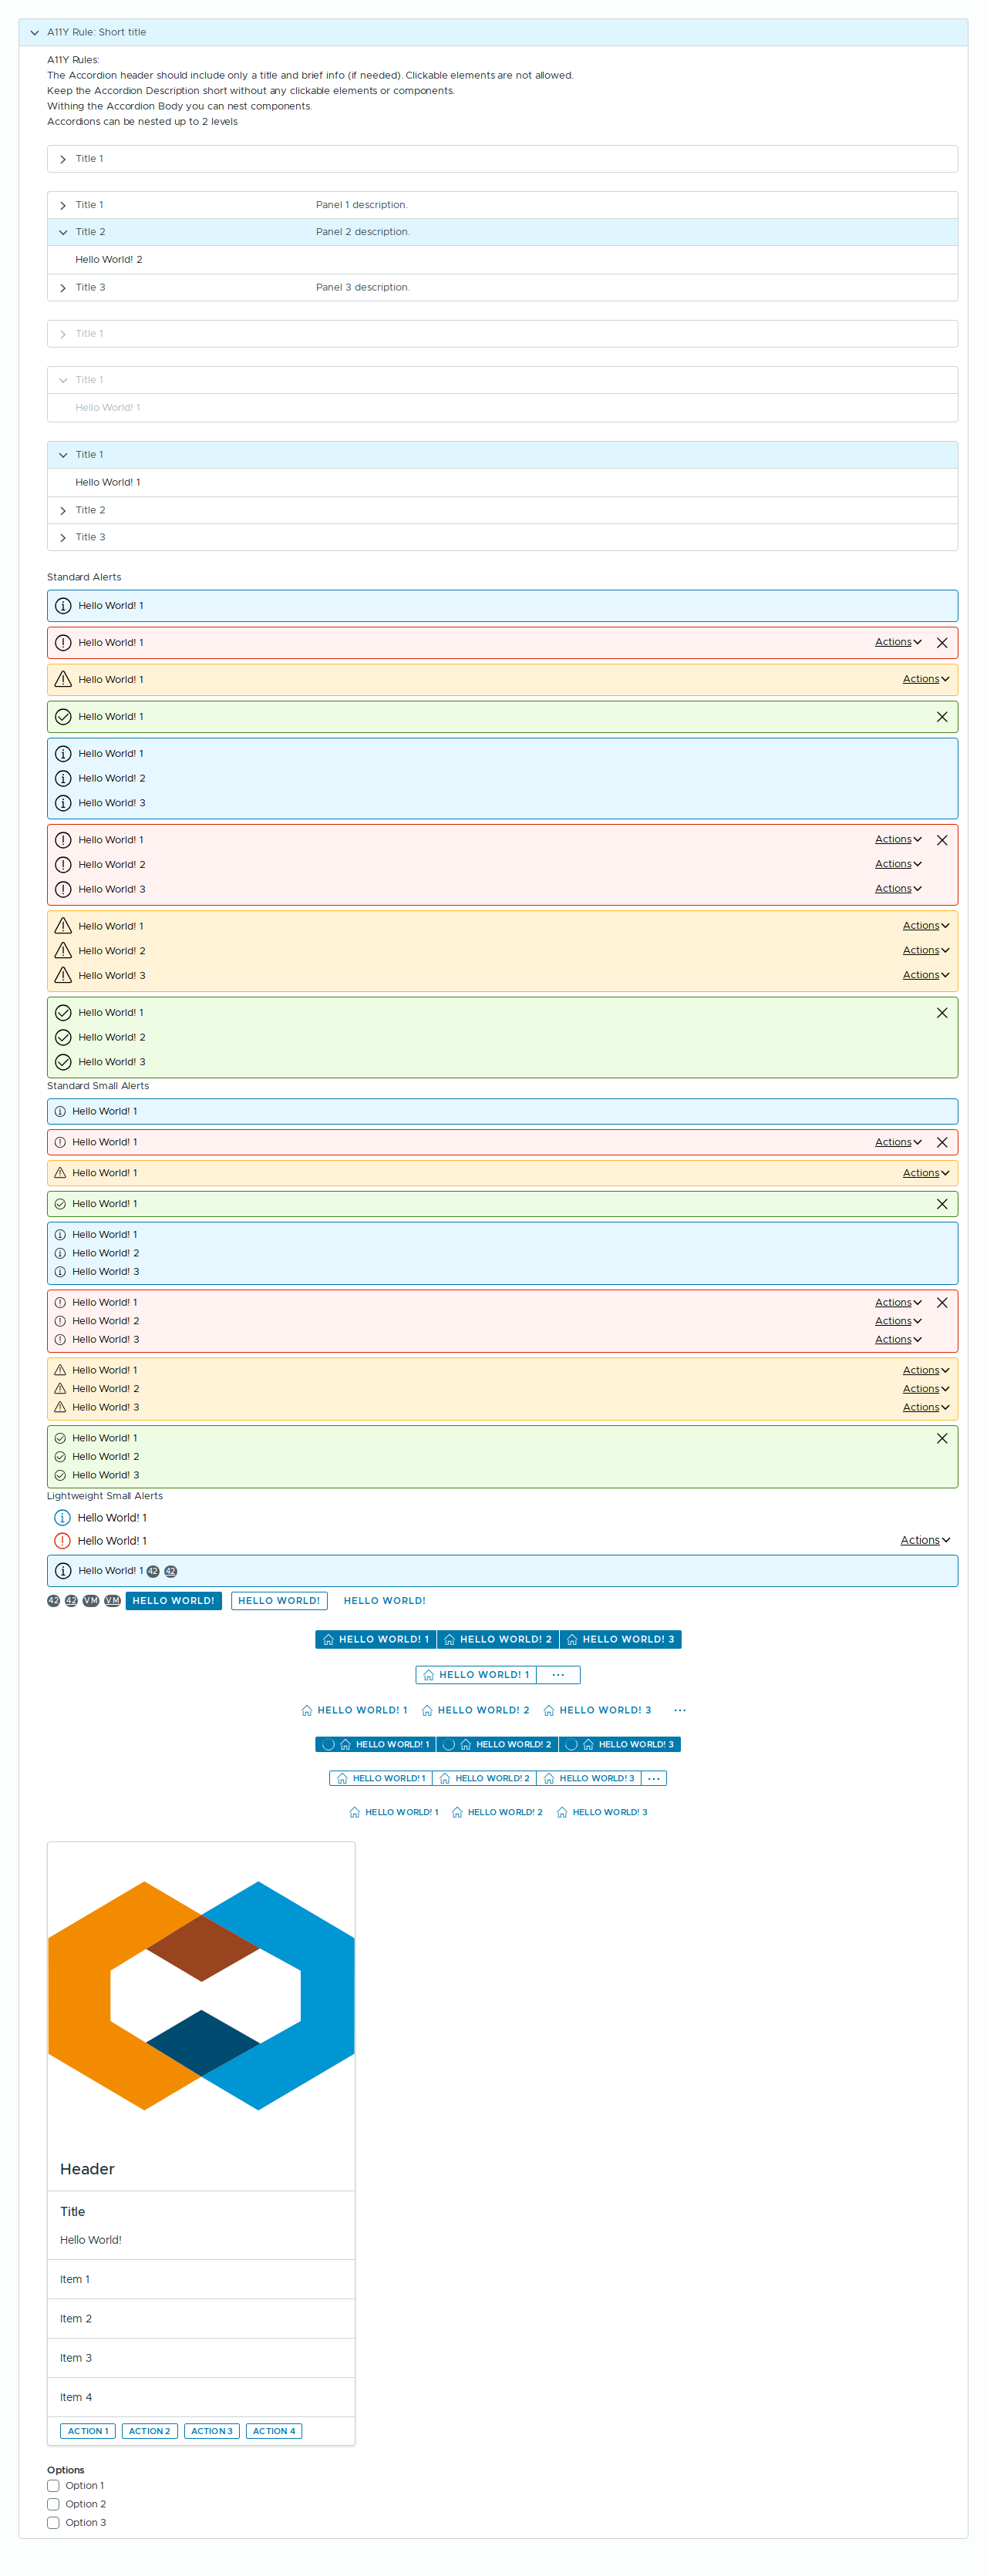 A11Y Rule: Short title
A11Y Rules:
The Accordion header should include only a title and brief info (if needed). Clickable elements are not allowed.
Keep the Accordion Description short without any clickable elements or components.
Withing the Accordion Body you can nest components.
Accordions can be nested up to 2 levels
Title 1
Title 1 Panel 1 description.
Title 2 Panel 2 description.
Hello World! 2
Title 3 Panel 3 description.
Title 1
Title 1
Hello World! 1
Title 1
Hello World! 1
Title 2
Title 3
Standard Alerts
Hello World! 1
Hello World! 1 Actions
Hello World! 1 Actions
Hello World! 1
Hello World! 1
Hello World! 2
Hello World! 3
Hello World! 1 Actions
Hello World! 2 Actions
Hello World! 3 Actions
Hello World! 1 Actions
Hello World! 2 Actions
Hello World! 3 Actions
Hello World! 1
Hello World! 2
Hello World! 3
Standard Small Alerts
Hello World! 1
Hello World! 1 Actions
Hello World! 1 Actions
Hello World! 1
Hello World! 1
Hello World! 2
Hello World! 3
Hello World! 1 Actions
Hello World! 2 Actions
Hello World! 3 Actions
Hello World! 1 Actions
Hello World! 2 Actions
Hello World! 3 Actions
Hello World! 1
Hello World! 2
Hello World! 3
Lightweight Small Alerts
Hello World! 1
Hello World! 1 Actions
Hello World! 1 42 42
42 42 VM VM HELLO WORLD! HELLO WORLD! HELLO WORLD!
HELLO WORLD! 1 HELLO WORLD! 2 HELLO WORLD! 3
HELLO WORLD! 1 ...
HELLO WORLD! 1 HELLO WORLD! 2 HELLO WORLD! 3 ...
HELLO WORLD! 1 HELLO WORLD! 2 HELLO WORLD! 3
HELLO WORLD! 1 HELLO WORLD! 2 HELLO WORLD! 3 ...
HELLO WORLD! 1 HELLO WORLD! 2 HELLO WORLD! 3
Header
Title
Hello World!
Item 1
Item 2
Item 3
Item 4
ACTION 1 ACTION 2 ACTION 3 ACTION 4
Options
Option 1
Option 2
Option 3